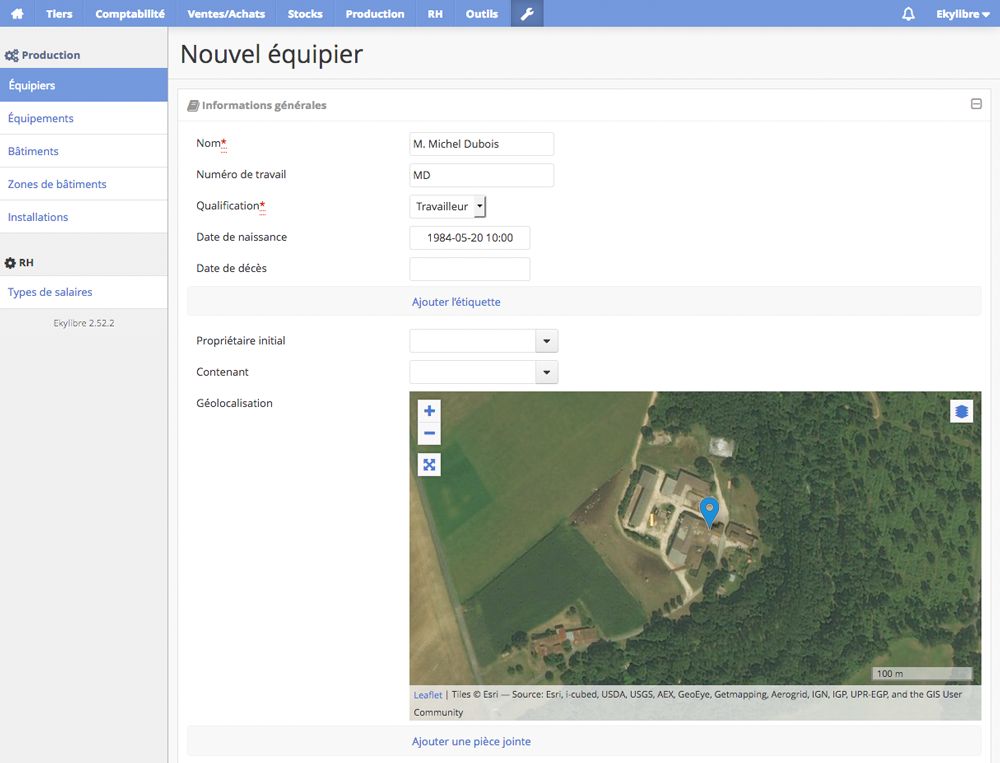 Tiers Comptabilité Ventes/Achats Stocks Production RH Outils Ekylibre
Production
Équipiers
Équipements
Bâtiments
Zones de bâtiments
Installations
RH
Types de salaires
Ekylibre 2.52.2
Nouvel équipier
Informations générales
Nom* M. Michel Dubois
Numéro de travail MD
Qualification* Travailleur
Date de naissance 1984-05-20 10:00
Date de décès
Ajouter l'étiquette
Propriétaire initial
Contenant
Géolocalisation
+
−
100 m
Leaflet | Tiles © Esri — Source: Esri, i-cubed, USDA, USGS, AEX, GeoEye, Getmapping, Aerogrid, IGN, IGP, UPR-EGP, and the GIS User
Community
Ajouter une pièce jointe